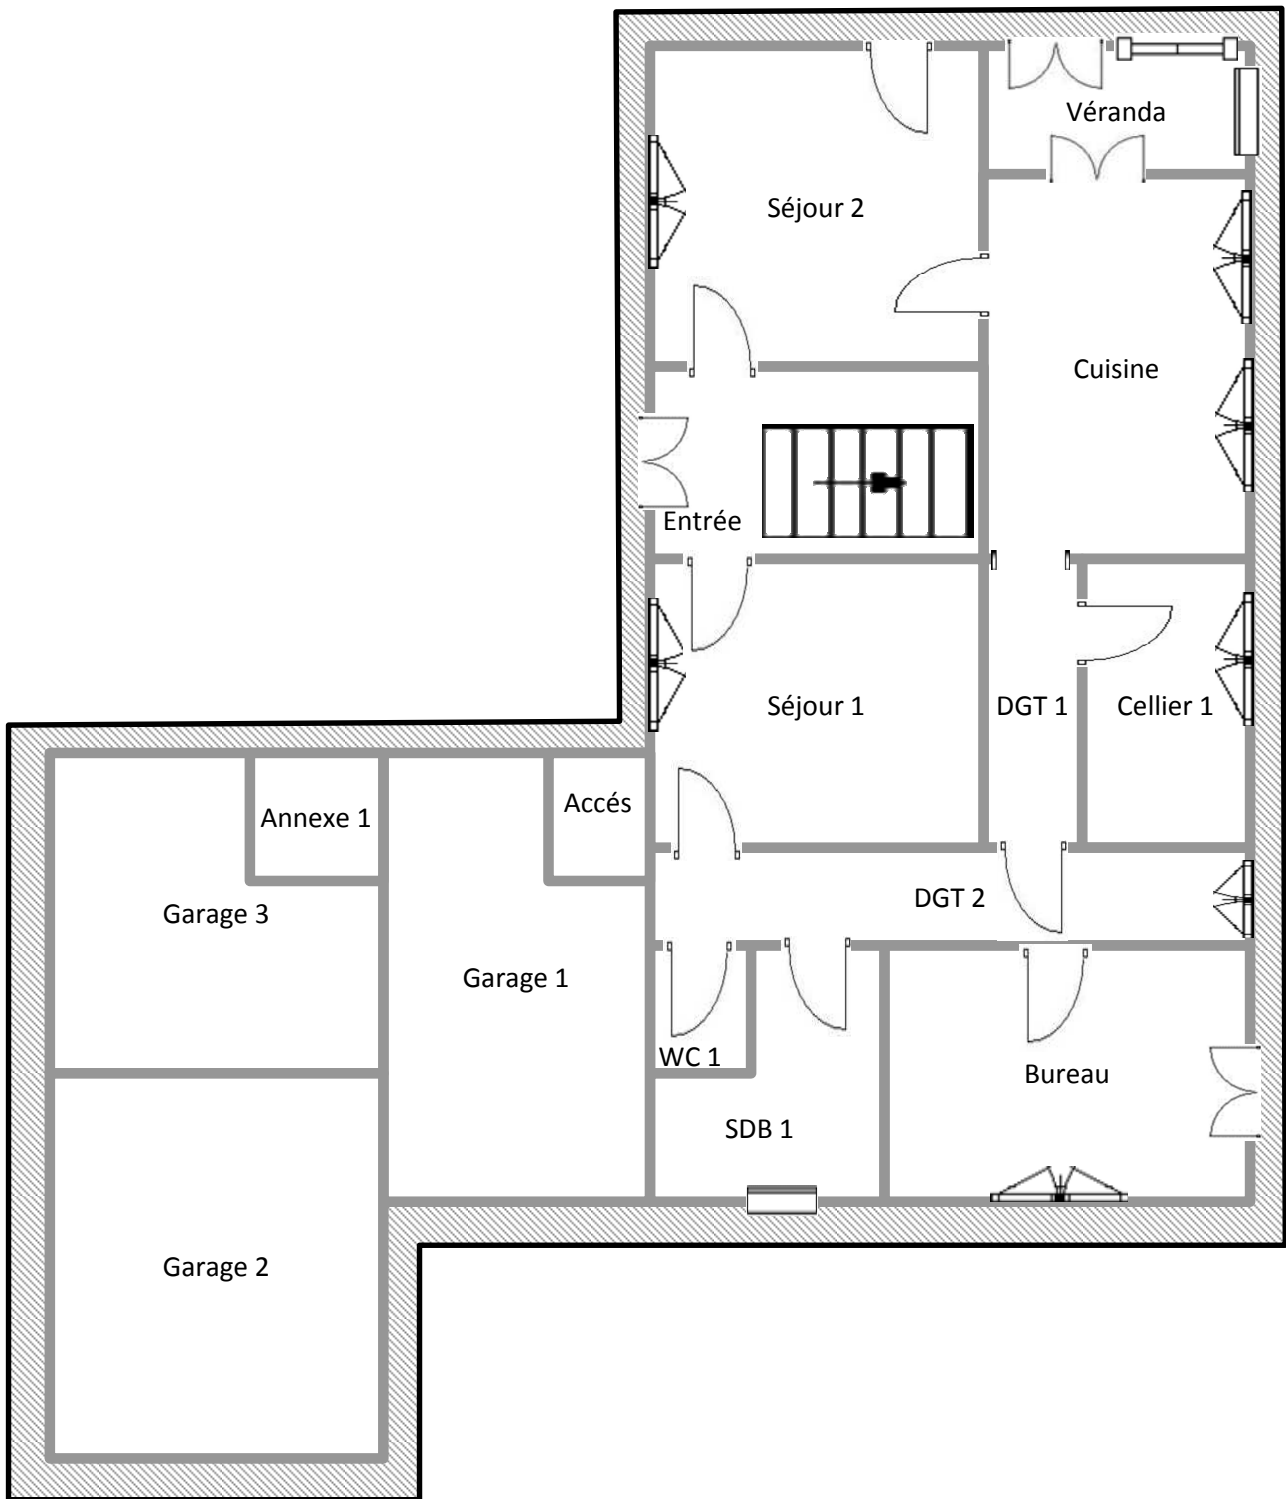 Véranda
Séjour 2
Cuisine
Entrée
Séjour 1
DGT 1
Cellier 1
Accés
Annexe 1
DGT 2
Garage 3
Garage 1
WC 1
Bureau
SDB 1
Garage 2